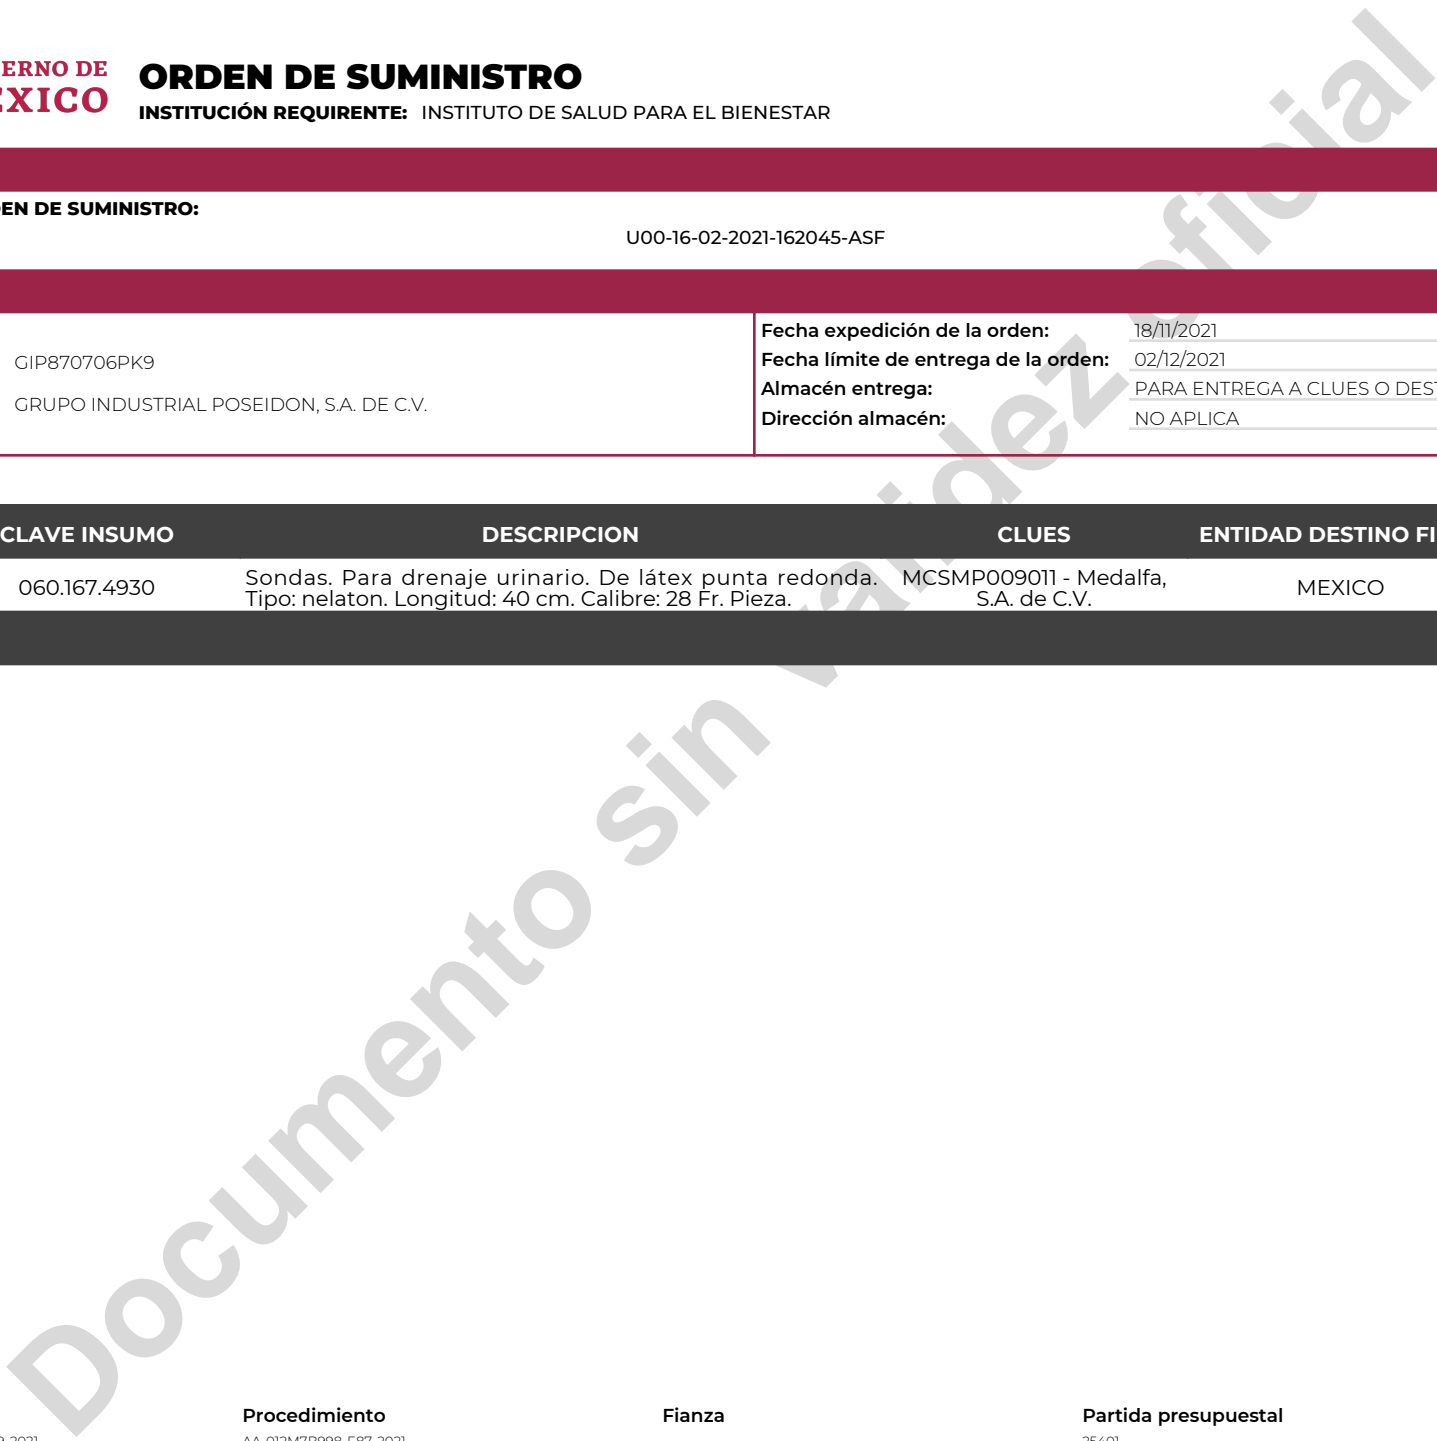 ERNO DE
EXICO
ORDEN DE SUMINISTRO
INSTITUCIÓN REQUIRENTE: INSTITUTO DE SALUD PARA EL BIENESTAR
EN DE SUMINISTRO:
U00-16-02-2021-162045-ASF
GIP870706PK9
GRUPO INDUSTRIAL POSEIDON, S.A. DE C.V.
Fecha expedición de la orden: 18/11/2021
Fecha límite de entrega de la orden: 02/12/2021
Almacén entrega: PARA ENTREGA A CLUES O DEST
Dirección almacén: NO APLICA
CLAVE INSUMO DESCRIPCION CLUES ENTIDAD DESTINO FI
060.167.4930
Sondas. Para drenaje urinario. De látex punta redonda.
Tipo: nelaton. Longitud: 40 cm. Calibre: 28 Fr. Pieza.
MCSMP009011 - Medalfa,
S.A. de C.V.
MEXICO
Documento sin validez oficial
Procedimiento Fianza Partida presupuestal